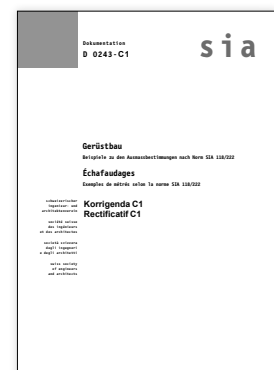 Dokumentation
D 0243-C1
sia
Gerüstbau
Beispiele zu den Ausmassbestimmungen nach Norm SIA 118/222
Échafaudages
Exemples de métrés selon la norme SIA 118/222
Korrigenda C1
Rectificatif C1
schweizerischer
ingenieur- und
architektenverein
société suisse
des ingénieurs
et des architectes
società svizzera
degli ingegneri
e degli architetti
swiss society
of engineers
and architects